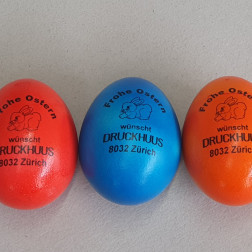 Frohe Ostern
wünscht
DRUCKHUUS
8032 Zürich
Frohe Ostern
wünscht
DRUCKHUUS
8032 Zürich
Frohe Ostern
wünscht
DRUCKHUUS
8032 Zürich